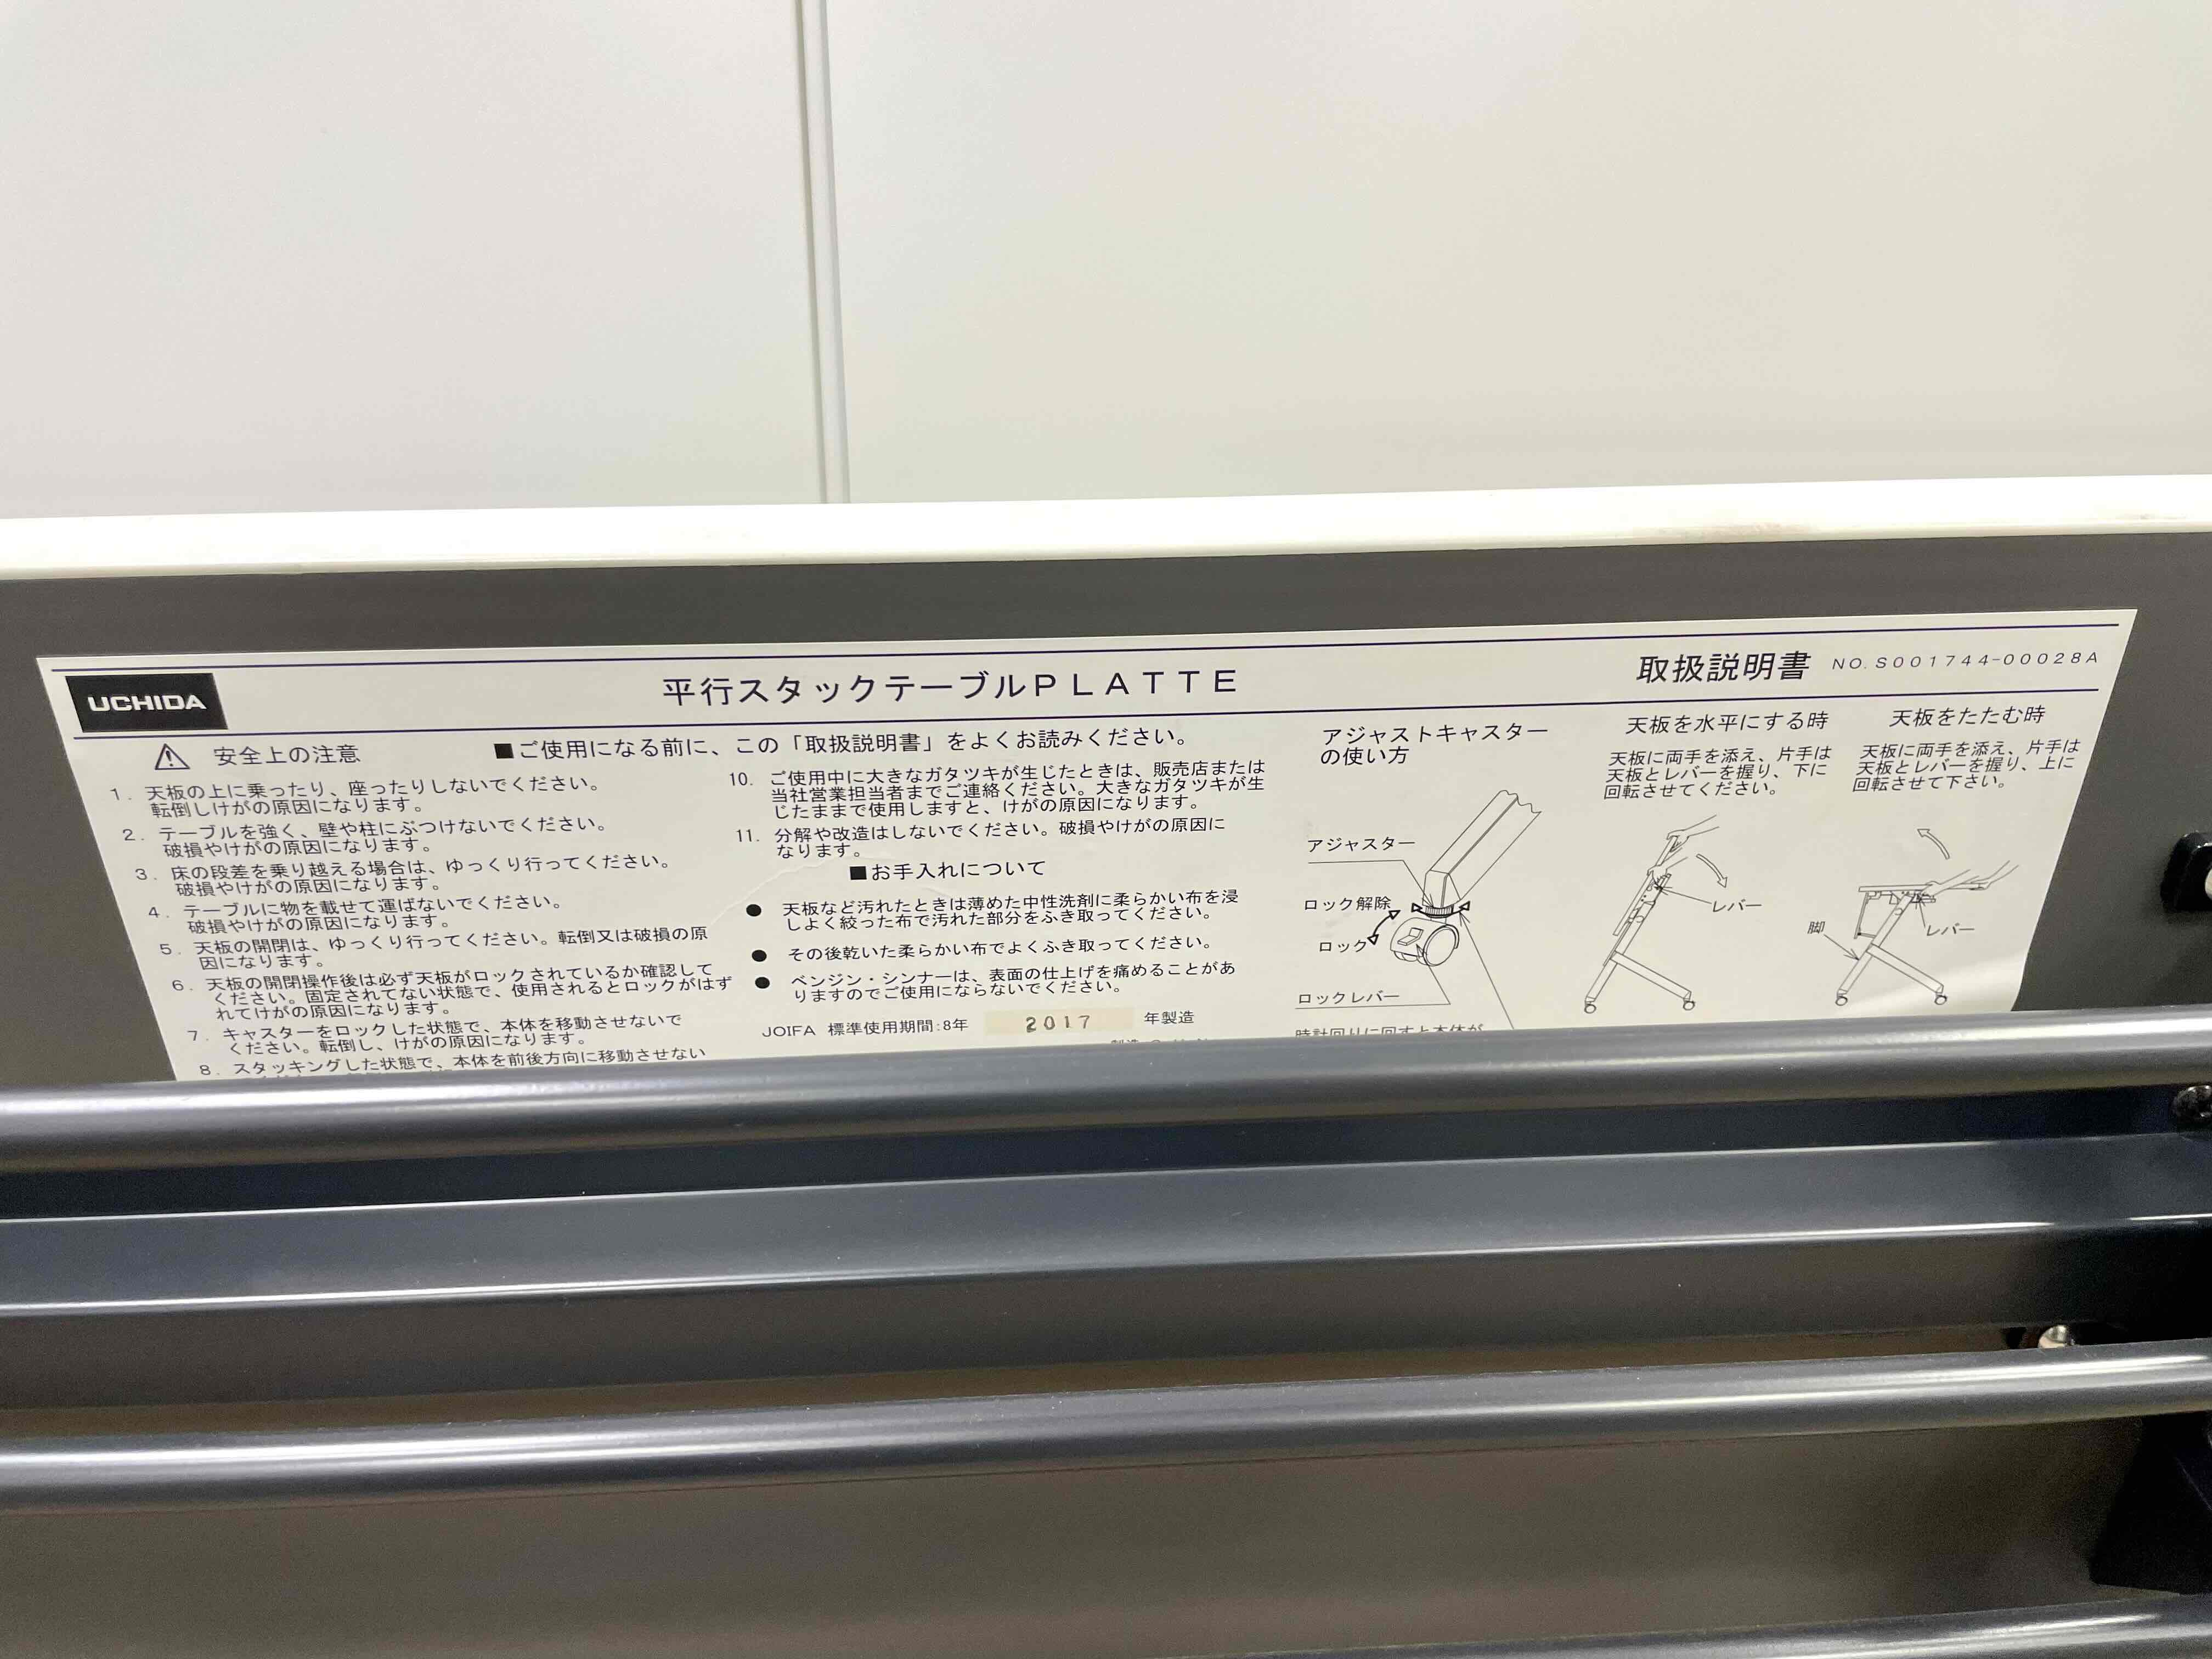 UCHIDA
平行スタックテーブルPLATTE
取扱説明書 NO.S001744-00028A
安全上の注意
■ご使用になる前に、この「取扱説明書」をよくお読みください。
1. 天板の上に乗ったり、座ったりしないでください。
転倒しけがの原因になります。
2. テーブルを強く、壁や柱にぶつけないでください。
破損やけがの原因になります。
3. 床の段差を乗り越える場合は、ゆっくり行ってください。
破損やけがの原因になります。
4. テーブルに物を載せて運ばないでください。
破損やけがの原因になります。
5. 天板の開閉は、ゆっくり行ってください。転倒又は破損の原
因になります。
6. 天板の開閉操作後は必ず天板がロックされているか確認して
ください。固定されてない状態で、使用されるとロックがはず
れてけがの原因になります。
7. キャスターをロックした状態で、本体を移動させないで
ください。転倒し、けがの原因になります。
8. スタッキングした状態で、本体を前後方向に移動させない
10. ご使用中に大きなガタツキが生じたときは、販売店または
当社営業担当者までご連絡ください。大きなガタツキが生
じたままで使用しますと、けがの原因になります。
11. 分解や改造はしないでください。破損やけがの原因に
なります。
■お手入れについて
● 天板など汚れたときは薄めた中性洗剤に柔らかい布を浸
しよく絞った布で汚れた部分をふき取ってください。
● その後乾いた柔らかい布でよくふき取ってください。
● ベンジン・シンナーは、表面の仕上げを痛めることがあ
りますのでご使用にならないでください。
JOIFA 標準使用期間:8年 2017 年製造
アジャストキャスター
の使い方
アジャスター
ロック解除
ロック
ロックレバー
時計回りに回すと本体が
天板を水平にする時
天板に両手を添え、片手は
天板とレバーを握り、下に
回転させてください。
レバー
天板をたたむ時
天板に両手を添え、片手は
天板とレバーを握り、上に
回転させて下さい。
脚
レバー